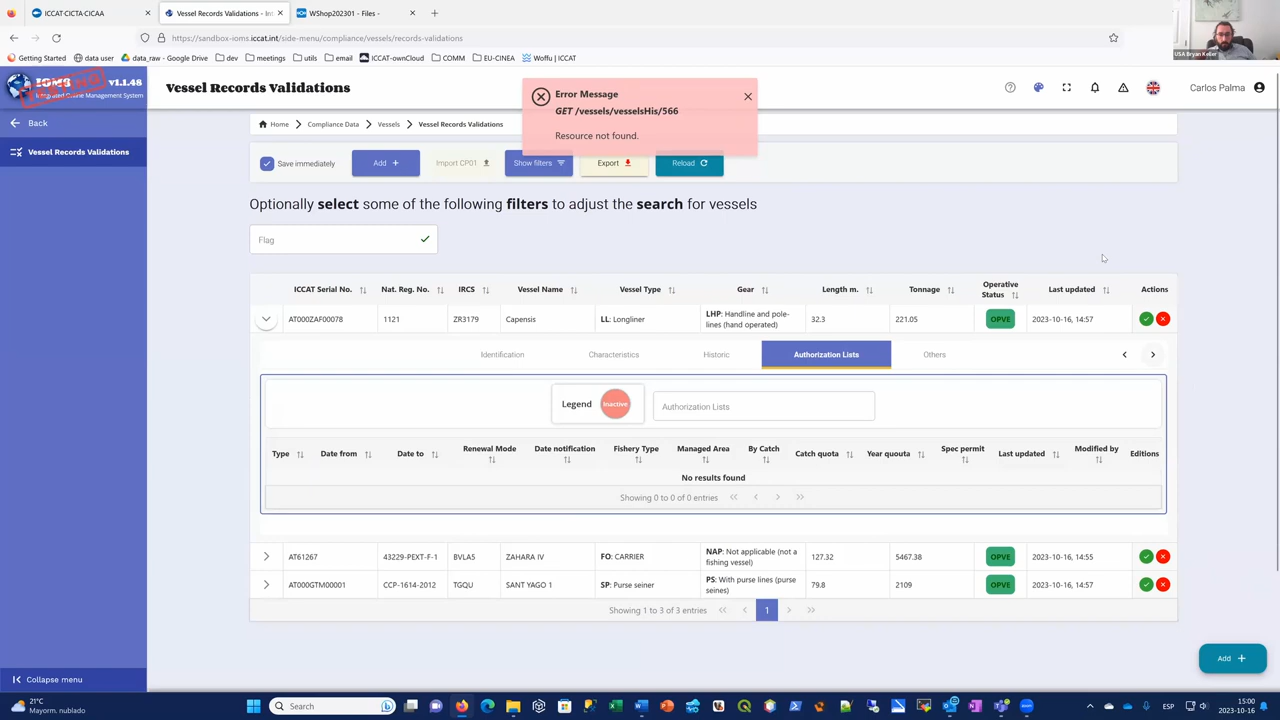 ICCAT·CICTA·CICAA
Vessel Records Validations - Int
WShop202301 - Files -
https://sandbox-ioms.iccat.int/side-menu/compliance/vessel/records-validations
Getting Started
data user
data_raw - Google Drive
dev
meetings
utils
email
ICCAT-ownCloud
COMM
EU-CINEA
Woffu | ICCAT
USA Bryan Keller
IOMS v1.1.48
Integrated Online Management System
Vessel Records Validations
Error Message
GET /vessels/vesselsHis/566
Resource not found.
Carlos Palma
Back
Home
Compliance Data
Vessels
Vessel Records Validations
Vessel Records Validations
Save immediately
Add +
Import CP01
Show filters
Export
Reload
Optionally select some of the following filters to adjust the search for vessels
Flag
ICCAT Serial No. Nat. Reg. No. IRCS Vessel Name Vessel Type Gear Length m. Tonnage Operative Status Last updated Actions
AT000ZAF00078 1121 ZR3179 Capensis LL: Longliner LHP: Handline and pole-lines (hand operated) 32.3 221.05 OPVE 2023-10-16, 14:57
Identification Characteristics Historic Authorization Lists Others
Legend Inactive Authorization Lists
Type Date from Date to Renewal Mode Date notification Fishery Type Managed Area By Catch Catch quota Year quouta Spec permit Last updated Modified by Editions
No results found
Showing 0 to 0 of 0 entries
AT61267 43229-PEXT-F-1 BVLA5 ZAHARA IV FO: CARRIER NAP: Not applicable (not a fishing vessel) 127.32 5467.38 OPVE 2023-10-16, 14:55
AT000GTM00001 CCP-1614-2012 TGQU SANT YAGO 1 SP: Purse seiner PS: With purse lines (purse seines) 79.8 2109 OPVE 2023-10-16, 14:57
Showing 1 to 3 of 3 entries 1
Add +
Collapse menu
21°C
Mayorm. nublado
Search
ESP
15:00
2023-10-16